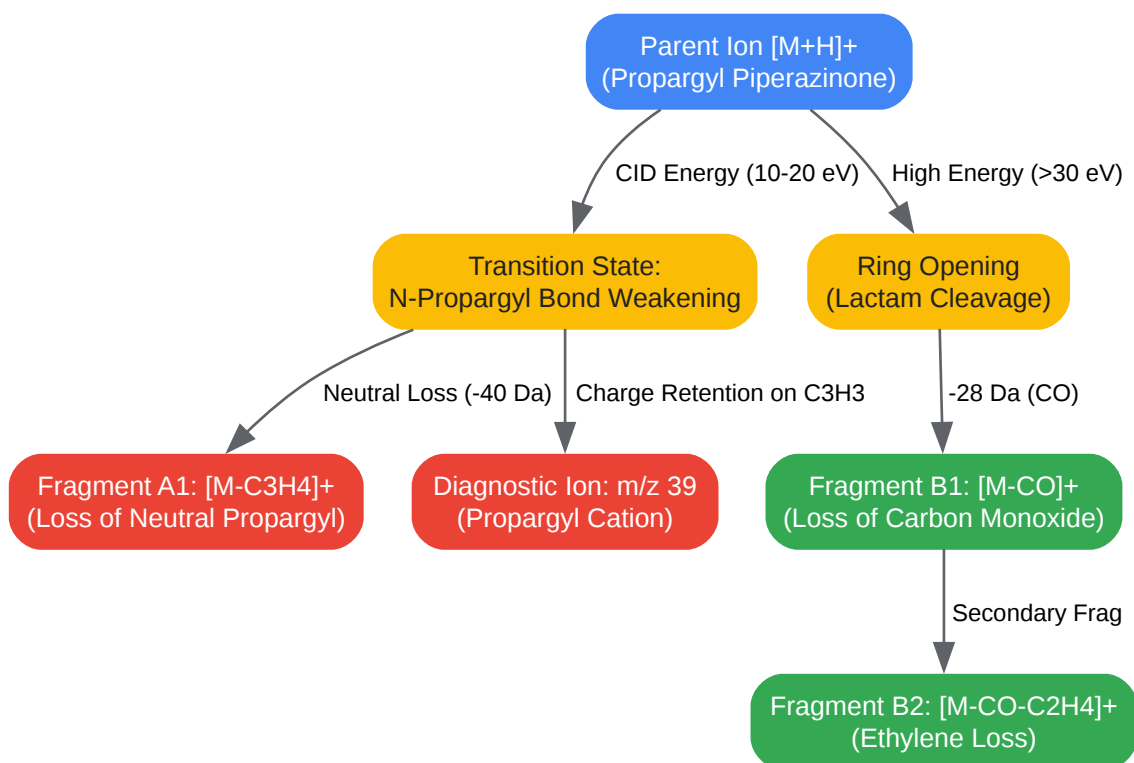 Parent Ion [M+H]+
(Propargyl Piperazinone)
CID Energy (10-20 eV)
High Energy (>30 eV)
Transition State:
N-Propargyl Bond Weakening
Ring Opening
(Lactam Cleavage)
Neutral Loss (-40 Da)
Charge Retention on C3H3
-28 Da (CO)
Fragment A1: [M-C3H4]+
(Loss of Neutral Propargyl)
Diagnostic Ion: m/z 39
(Propargyl Cation)
Fragment B1: [M-CO]+
(Loss of Carbon Monoxide)
Secondary Frag
Fragment B2: [M-CO-C2H4]+
(Ethylene Loss)